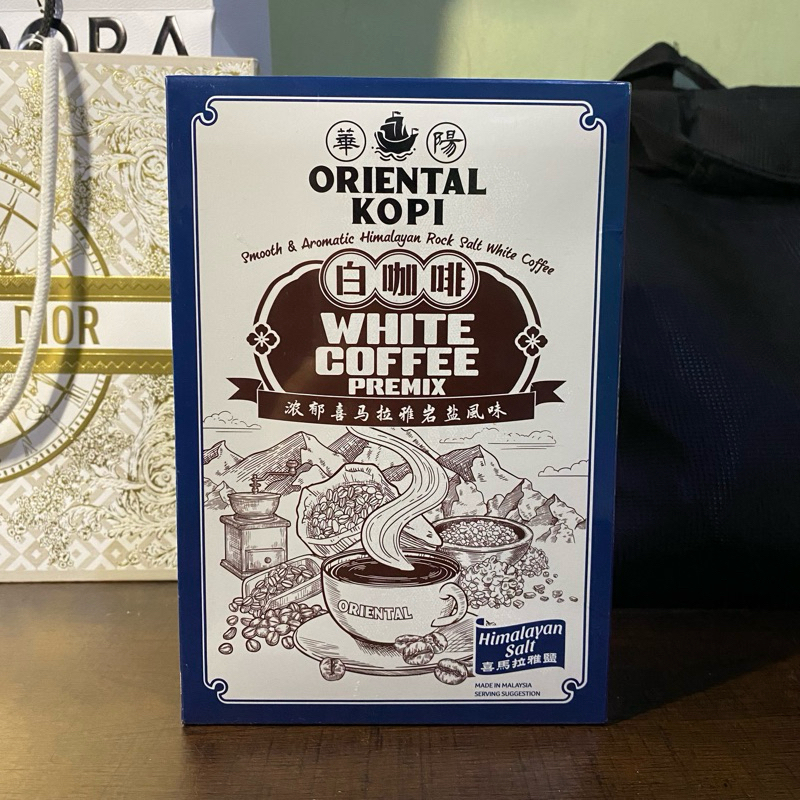 DIOR
華 陽
ORIENTAL
KOPI
Smooth & Aromatic Himalayan Rock Salt White Coffee
白咖啡
WHITE
COFFEE
PREMIX
浓郁喜马拉雅岩盐風味
ORIENTAL
Himalayan
Salt
喜馬拉雅鹽
MADE IN MALAYSIA
SERVING SUGGESTION